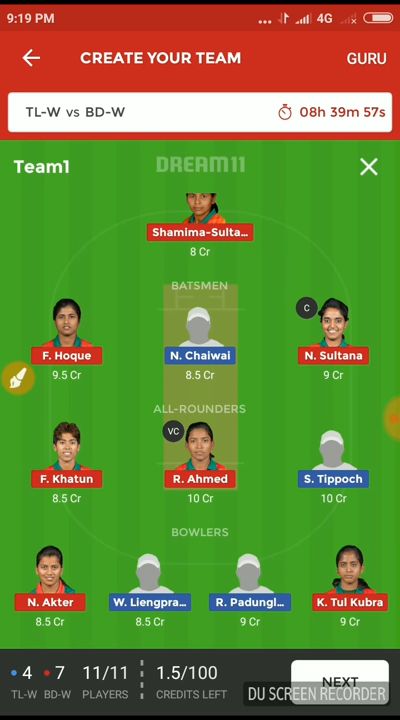 9:19 PM ... 4G
CREATE YOUR TEAM GURU
TL-W vs BD-W 08h 39m 57s
Team1 DREAM11
Shamima-Sulta...
8 Cr
BATSMEN
C
F. Hoque N. Chaiwai N. Sultana
9.5 Cr 8.5 Cr 9 Cr
ALL-ROUNDERS
VC
F. Khatun R. Ahmed S. Tippoch
8.5 Cr 10 Cr 10 Cr
BOWLERS
N. Akter W. Liengpra... R. Padungl... K. Tul Kubra
8.5 Cr 8.5 Cr 9 Cr 9 Cr
4 7 11/11 1.5/100 NEXT
TL-W BD-W PLAYERS CREDITS LEFT
DU SCREEN RECORDER